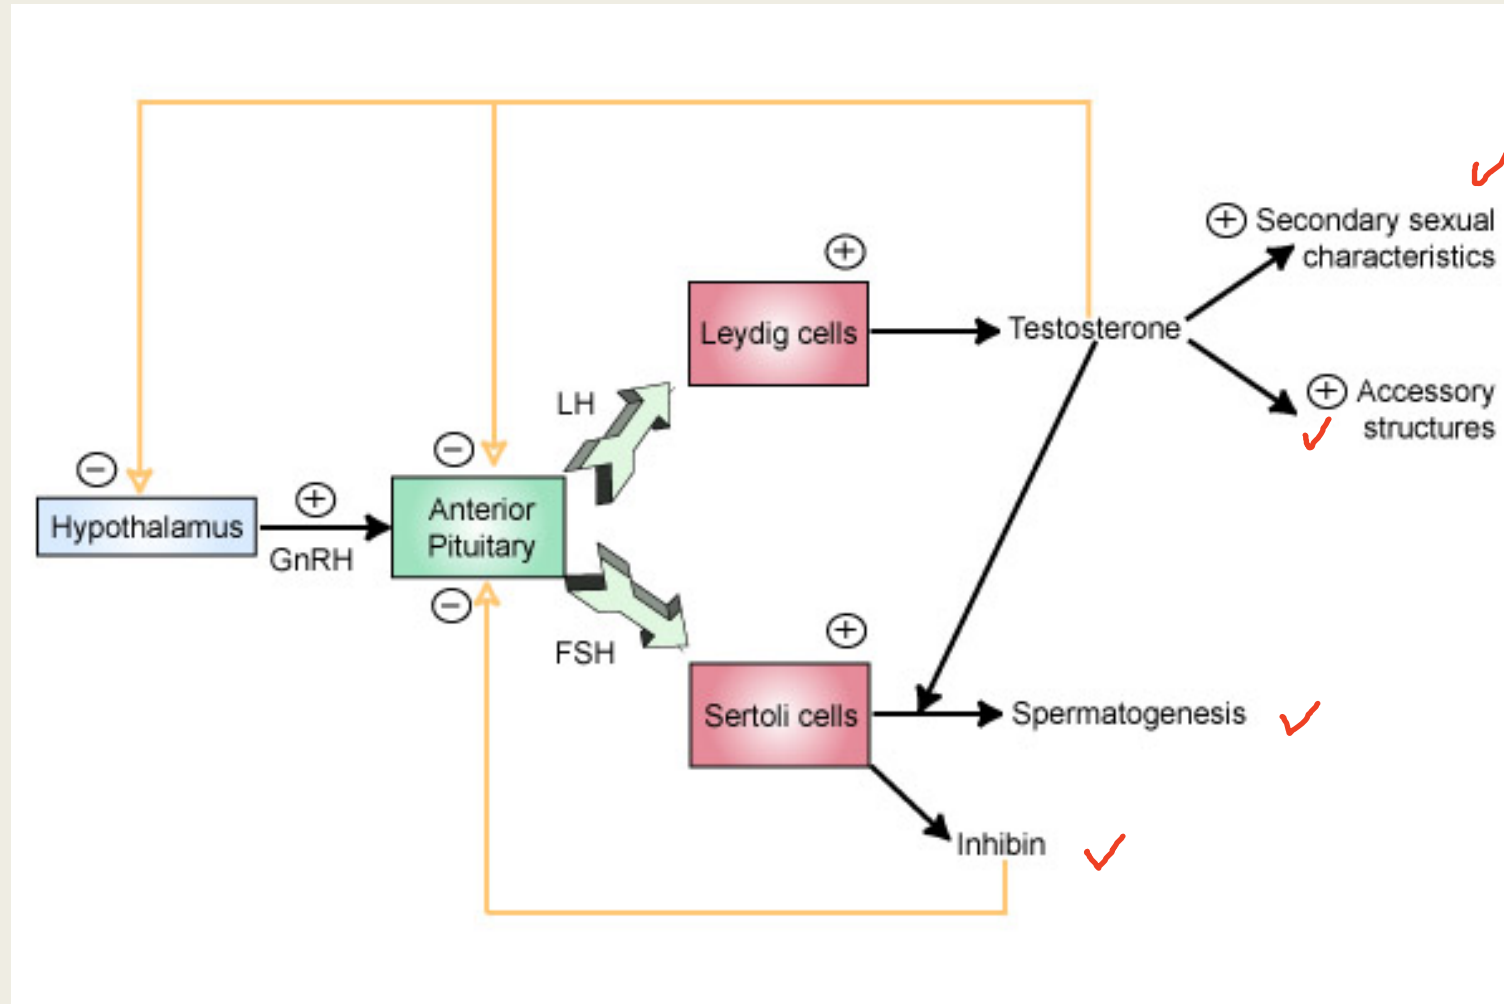 ⊕ Secondary sexual
characteristics
⊕
Leydig cells
Testosterone
⊕ Accessory
structures
LH
⊖
⊖
Hypothalamus
⊕
GnRH
Anterior
Pituitary
⊖
FSH
⊕
Sertoli cells
Spermatogenesis
Inhibin